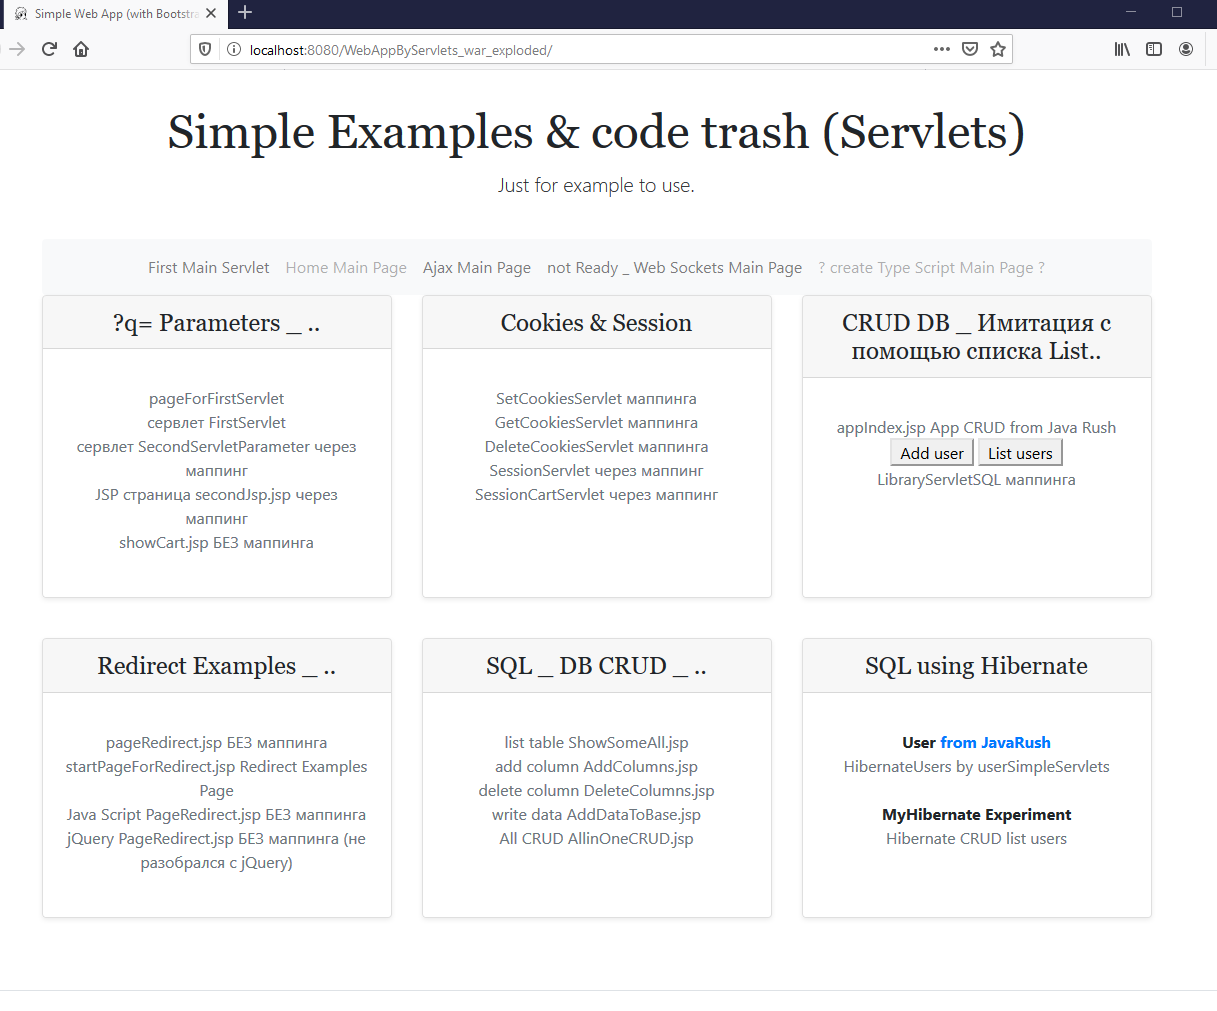 Simple Web App (with Bootstra
localhost:8080/WebAppByServlets_war_exploded/
Simple Examples & code trash (Servlets)
Just for example to use.
First Main Servlet Home Main Page Ajax Main Page not Ready _ Web Sockets Main Page ? create Type Script Main Page ?
?q= Parameters _ ..
pageForFirstServlet
сервлет FirstServlet
сервлет SecondServletParameter через
маппинг
JSP страница secondJsp.jsp через
маппинг
showCart.jsp БЕЗ маппинга
Cookies & Session
SetCookiesServlet маппинга
GetCookiesServlet маппинга
DeleteCookiesServlet маппинга
SessionServlet через маппинг
SessionCartServlet через маппинг
CRUD DB _ Имитация с
помощью списка List..
appIndex.jsp App CRUD from Java Rush
Add user List users
LibraryServletSQL маппинга
Redirect Examples _ ..
pageRedirect.jsp БЕЗ маппинга
startPageForRedirect.jsp Redirect Examples
Page
Java Script PageRedirect.jsp БЕЗ маппинга
jQuery PageRedirect.jsp БЕЗ маппинга (не
разобрался с jQuery)
SQL _ DB CRUD _ ..
list table ShowSomeAll.jsp
add column AddColumns.jsp
delete column DeleteColumns.jsp
write data AddDataToBase.jsp
All CRUD AllinOneCRUD.jsp
SQL using Hibernate
User from JavaRush
HibernateUsers by userSimpleServlets
MyHibernate Experiment
Hibernate CRUD list users